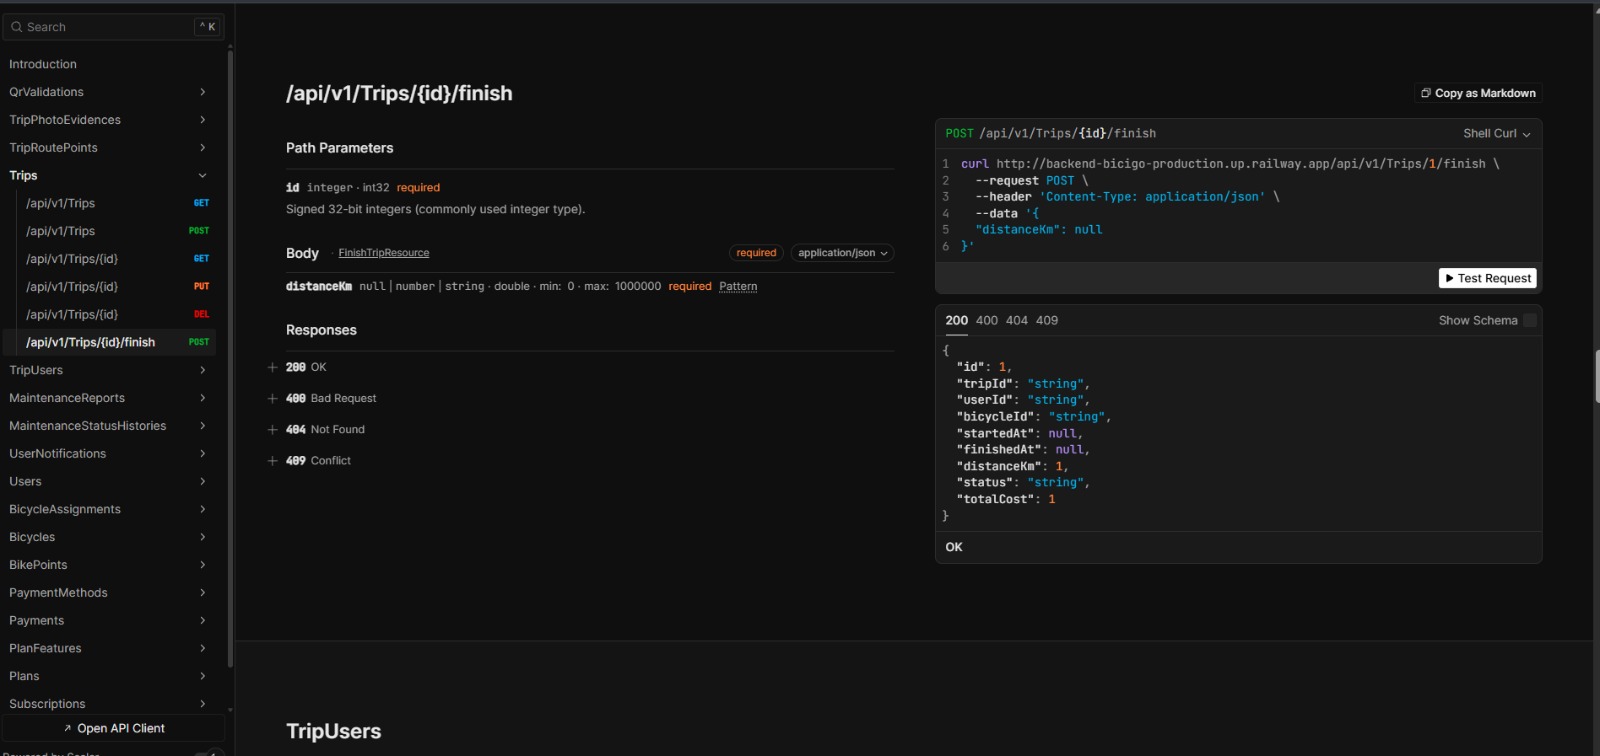 Search
^ K
Introduction
QrValidations
TripPhotoEvidences
TripRoutePoints
Trips
/api/v1/Trips GET
/api/v1/Trips POST
/api/v1/Trips/{id} GET
/api/v1/Trips/{id} PUT
/api/v1/Trips/{id} DEL
/api/v1/Trips/{id}/finish POST
TripUsers
MaintenanceReports
MaintenanceStatusHistories
UserNotifications
Users
BicycleAssignments
Bicycles
BikePoints
PaymentMethods
Payments
PlanFeatures
Plans
Subscriptions
Open API Client
/api/v1/Trips/{id}/finish
Copy as Markdown
Path Parameters
id integer · int32 required
Signed 32-bit integers (commonly used integer type).
Body · FinishTripResource required application/json
distanceKm null | number | string · double · min: 0 · max: 1000000 required Pattern
Responses
200 OK
400 Bad Request
404 Not Found
409 Conflict
POST /api/v1/Trips/{id}/finish Shell Curl
1 curl http://backend-bicigo-production.up.railway.app/api/v1/Trips/1/finish \
2 --request POST \
3 --header 'Content-Type: application/json' \
4 --data '{
5 "distanceKm": null
6 }'
Test Request
200 400 404 409 Show Schema
{
"id": 1,
"tripId": "string",
"userId": "string",
"bicycleId": "string",
"startedAt": null,
"finishedAt": null,
"distanceKm": 1,
"status": "string",
"totalCost": 1
}
OK
TripUsers